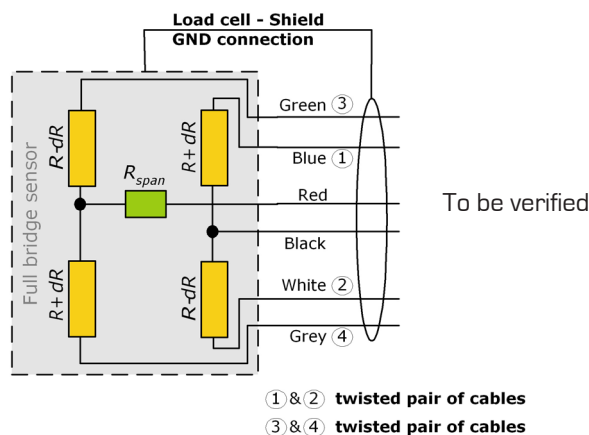 Load cell - Shield
GND connection
Full bridge sensor
R-dR
R+dR
Rspan
R+dR
R-dR
Green ③
Blue ①
Red
Black
White ②
Grey ④
To be verified
①&② twisted pair of cables
③&④ twisted pair of cables